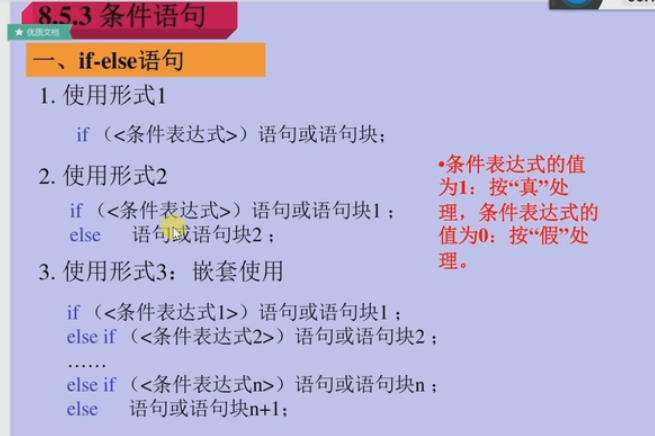 8.5.3 条件语句
★ 优质文档
一、if-else语句
1. 使用形式1
if （<条件表达式>）语句或语句块；
2. 使用形式2
if （<条件表达式>）语句或语句块1 ；
else 语句或语句块2 ；
3. 使用形式3：嵌套使用
if （<条件表达式1>）语句或语句块1 ；
else if （<条件表达式2>）语句或语句块2 ；
……
else if （<条件表达式n>）语句或语句块n ；
else 语句或语句块n+1；
•条件表达式的值
为1：按“真”处
理，条件表达式的
值为0：按“假”处
理。